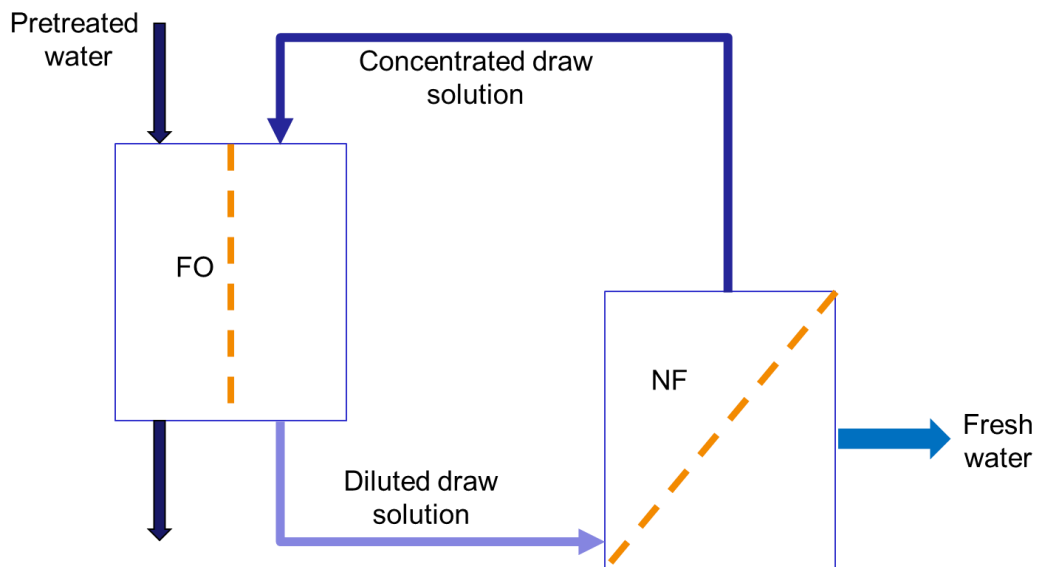 Pretreated
water
Concentrated draw
solution
FO
NF
Fresh
water
Diluted draw
solution